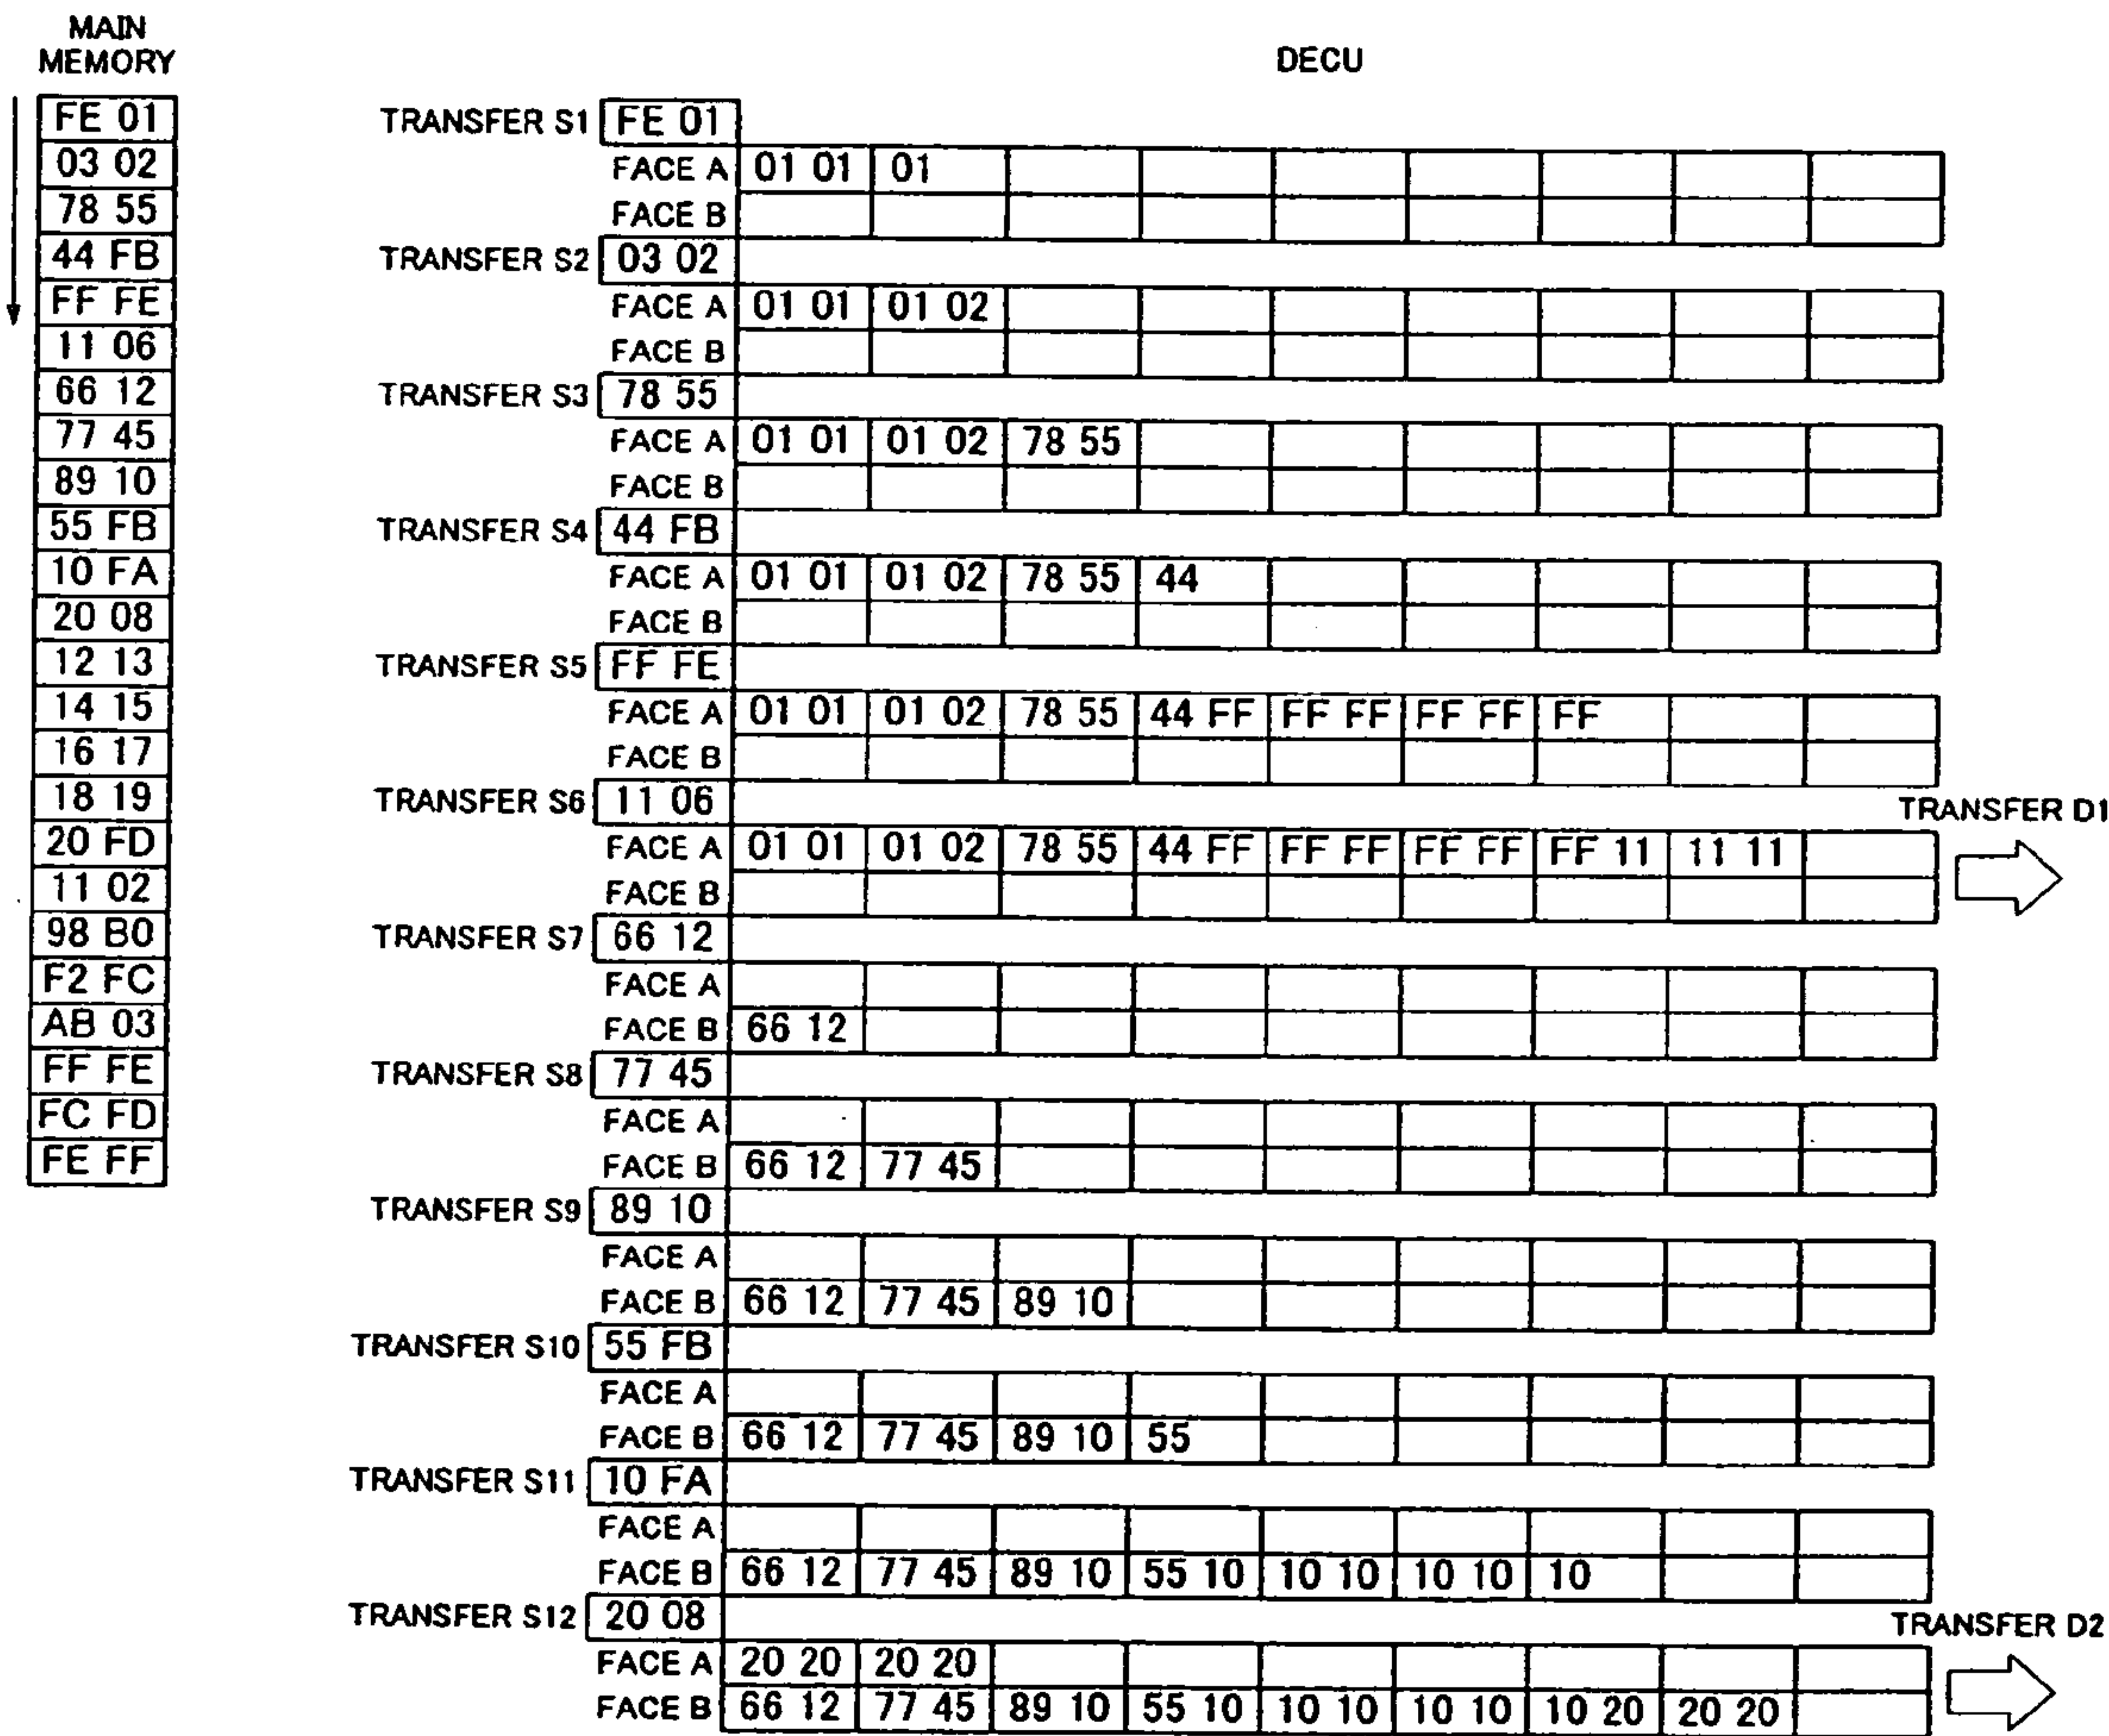 MAIN
MEMORY
FE 01
03 02
78 55
44 FB
FF FE
11 06
66 12
77 45
89 10
55 FB
10 FA
20 08
12 13
14 15
16 17
18 19
20 FD
11 02
98 B0
F2 FC
AB 03
FF FE
FC FD
FE FF
DECU
TRANSFER S1 FE 01
FACE A 01 01 01
FACE B
TRANSFER S2 03 02
FACE A 01 01 01 02
FACE B
TRANSFER S3 78 55
FACE A 01 01 01 02 78 55
FACE B
TRANSFER S4 44 FB
FACE A 01 01 01 02 78 55 44
FACE B
TRANSFER S5 FF FE
FACE A 01 01 01 02 78 55 44 FF FF FF FF FF FF
FACE B
TRANSFER S6 11 06
TRANSFER D1
FACE A 01 01 01 02 78 55 44 FF FF FF FF FF FF 11 11 11
FACE B
TRANSFER S7 66 12
FACE A
FACE B 66 12
TRANSFER S8 77 45
FACE A
FACE B 66 12 77 45
TRANSFER S9 89 10
FACE A
FACE B 66 12 77 45 89 10
TRANSFER S10 55 FB
FACE A
FACE B 66 12 77 45 89 10 55
TRANSFER S11 10 FA
FACE A
FACE B 66 12 77 45 89 10 55 10 10 10 10 10 10
TRANSFER S12 20 08
TRANSFER D2
FACE A 20 20 20 20
FACE B 66 12 77 45 89 10 55 10 10 10 10 10 10 20 20 20